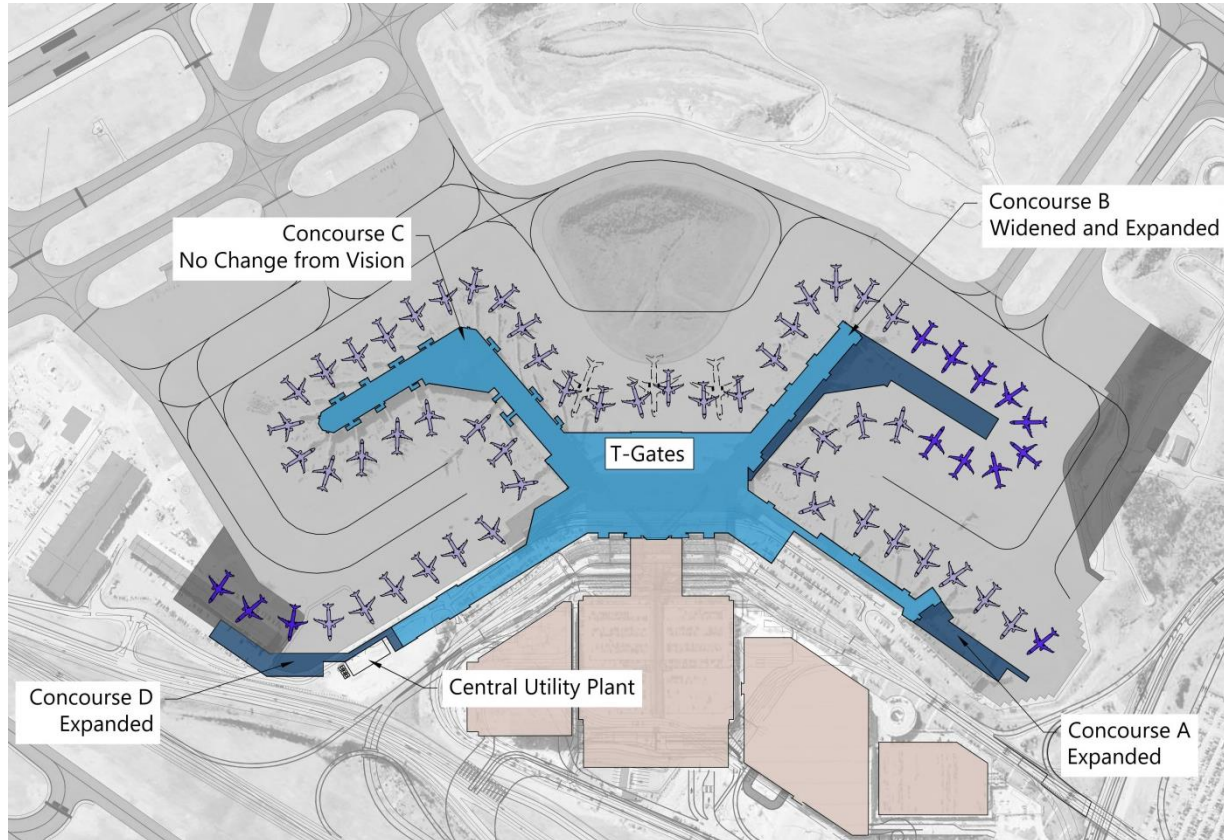 Concourse C
No Change from Vision
Concourse B
Widened and Expanded
T-Gates
Concourse D
Expanded
Central Utility Plant
Concourse A
Expanded